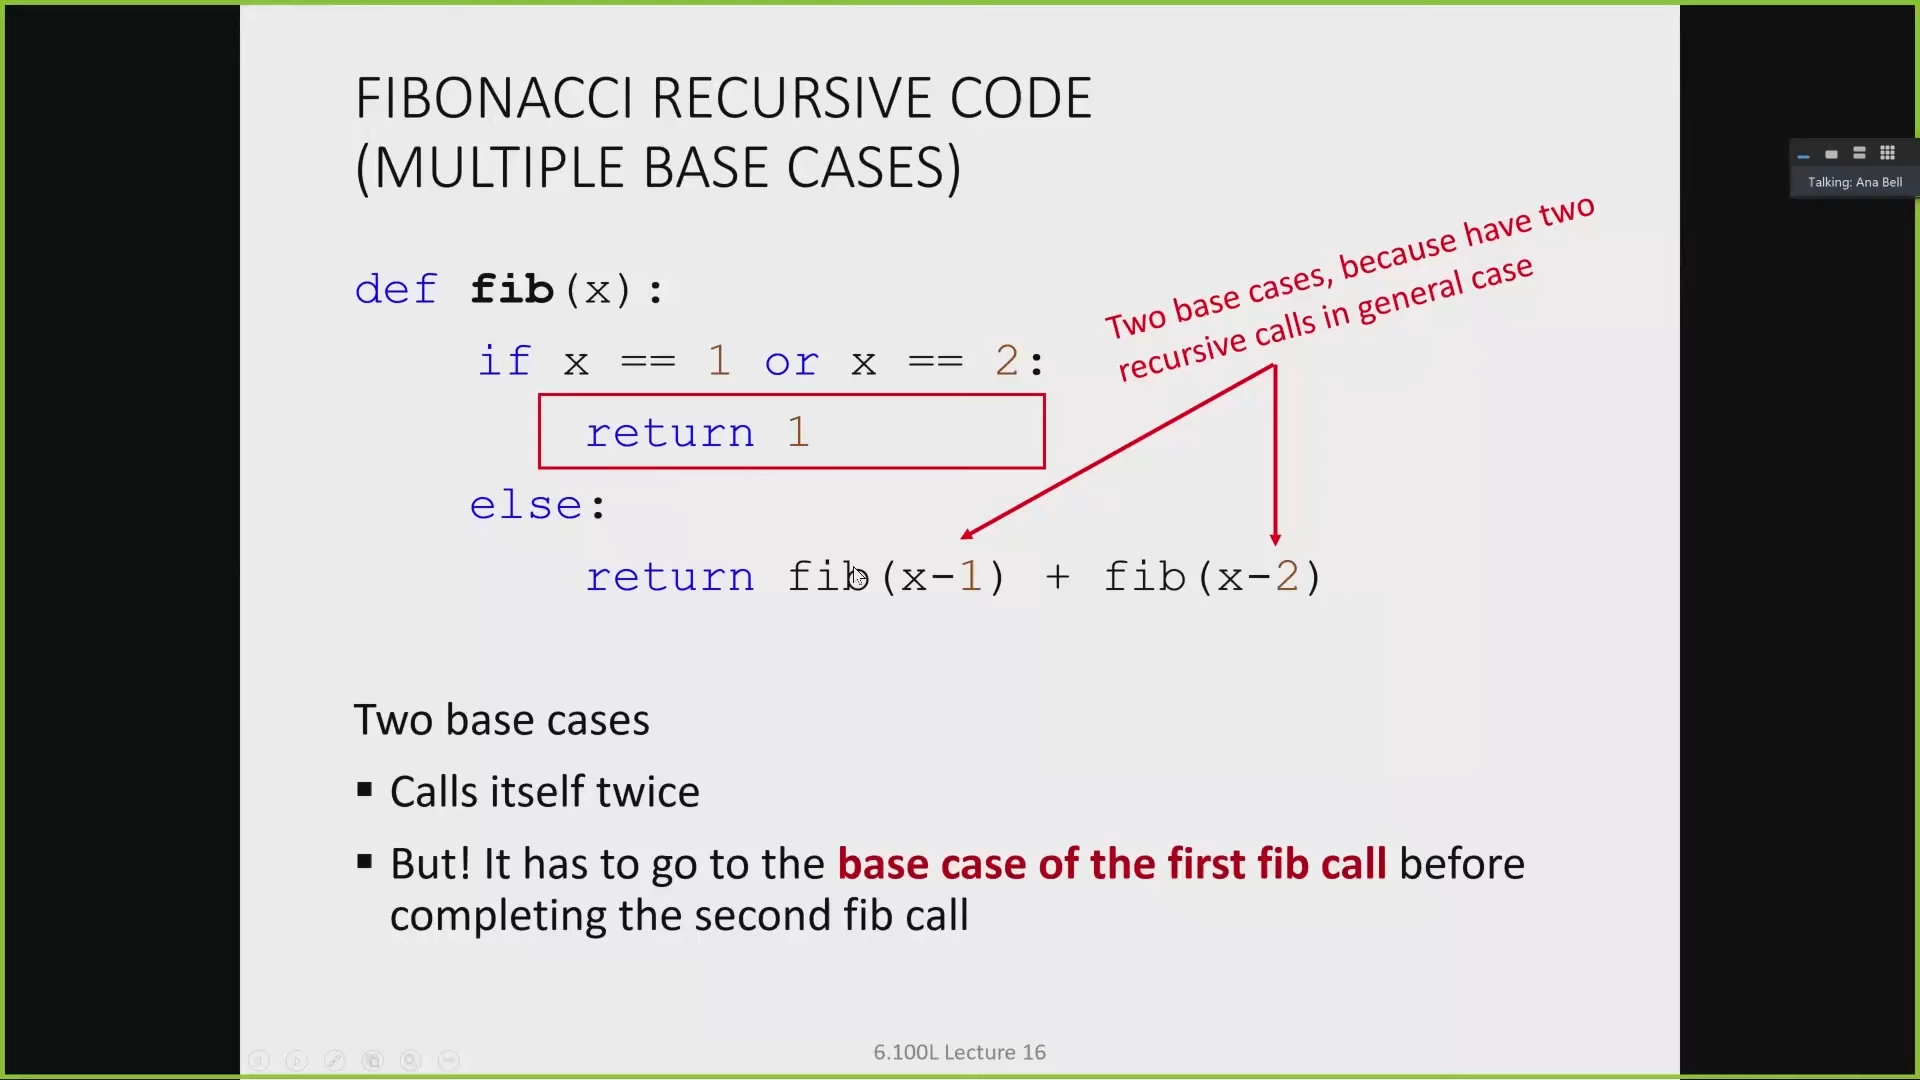 FIBONACCI RECURSIVE CODE
(MULTIPLE BASE CASES)
Talking: Ana Bell
Two base cases, because have two
recursive calls in general case
def fib(x):
    if x == 1 or x == 2:
        return 1
    else:
        return fib(x-1) + fib(x-2)
Two base cases
▪ Calls itself twice
▪ But! It has to go to the base case of the first fib call before
completing the second fib call
6.100L Lecture 16